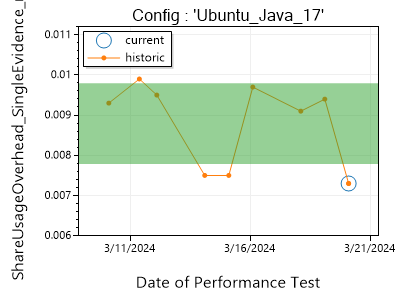 Config : 'Ubuntu_Java_17'
current
historic
ShareUsageOverhead_SingleEvidence_
0.011
0.01
0.009
0.008
0.007
0.006
3/11/2024
3/16/2024
3/21/2024
Date of Performance Test